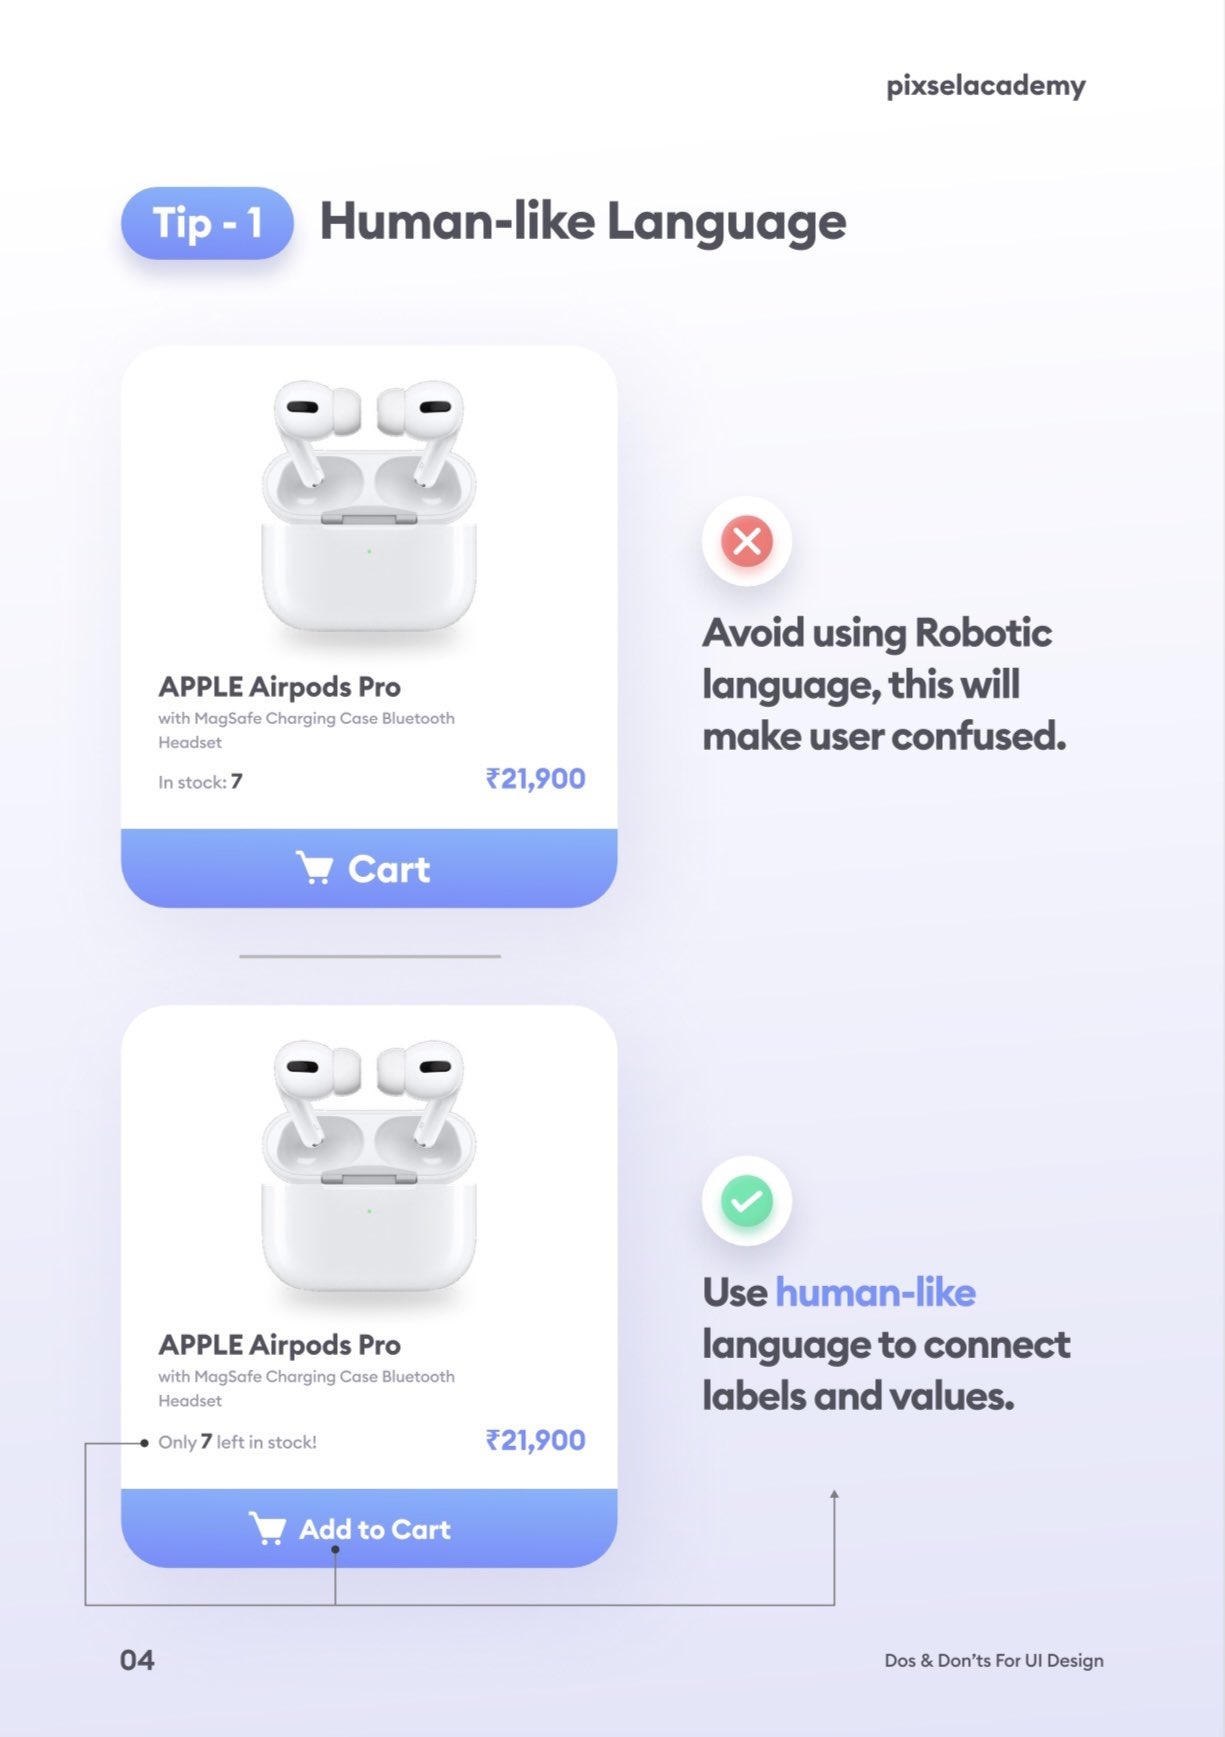 pixselacademy
Tip - 1
Human-like Language
APPLE Airpods Pro
with MagSafe Charging Case Bluetooth
Headset
In stock: 7
₹21,900
Cart
Avoid using Robotic
language, this will
make user confused.
APPLE Airpods Pro
with MagSafe Charging Case Bluetooth
Headset
Only 7 left in stock!
₹21,900
Add to Cart
Use human-like
language to connect
labels and values.
04
Dos & Don'ts For UI Design